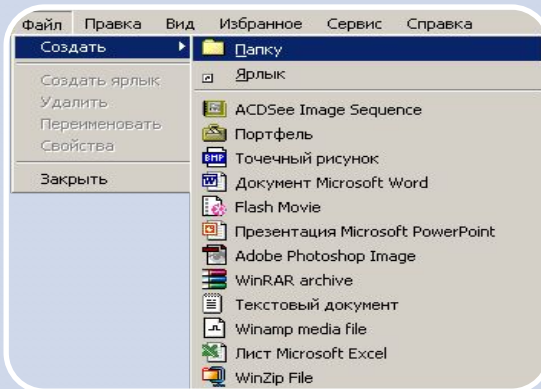 Файл Правка Вид Избранное Сервис Справка
Создать
Создать ярлык
Удалить
Переименовать
Свойства
Закрыть
Папку
Ярлык
ACDSee Image Sequence
Портфель
Точечный рисунок
Документ Microsoft Word
Flash Movie
Презентация Microsoft PowerPoint
Adobe Photoshop Image
WinRAR archive
Текстовый документ
Winamp media file
Лист Microsoft Excel
WinZip File